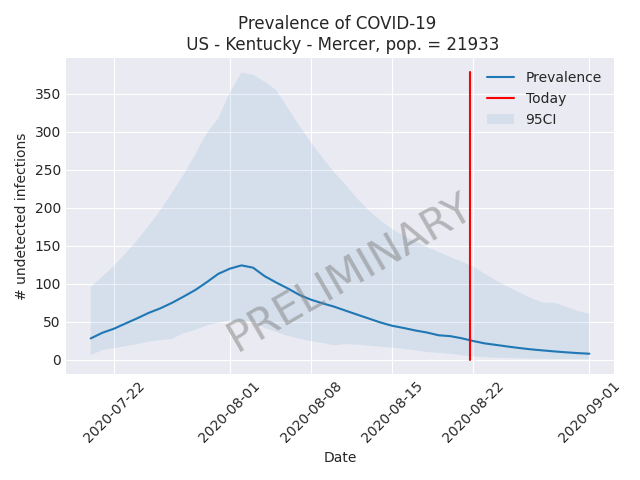 Prevalence of COVID-19
US - Kentucky - Mercer, pop. = 21933
Prevalence
Today
95CI
350
300
250
200
150
100
50
0
# undetected infections
PRELIMINARY
2020-07-22
2020-08-01
2020-08-08
2020-08-15
2020-08-22
2020-09-01
Date